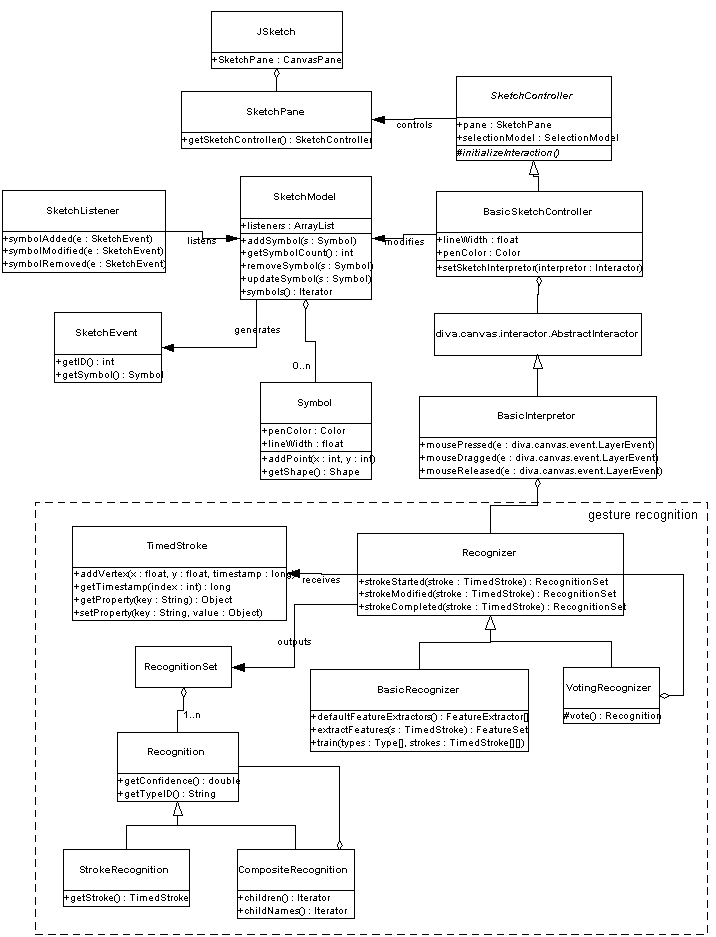 JSketch
+SketchPane : CanvasPane
SketchPane
+getSketchController() : SketchController
SketchController
+pane : SketchPane
+selectionModel : SelectionModel
#initializeInteraction()
controls
SketchListener
+symbolAdded(e : SketchEvent)
+symbolModified(e : SketchEvent)
+symbolRemoved(e : SketchEvent)
listens
SketchModel
+listeners : ArrayList
+addSymbol(s : Symbol)
+getSymbolCount() : int
+removeSymbol(s : Symbol)
+updateSymbol(s : Symbol)
+symbols() : Iterator
modifies
BasicSketchController
+lineWidth : float
+penColor : Color
+setSketchInterpretor(interpretor : Interactor)
SketchEvent
+getID() : int
+getSymbol() : Symbol
generates
0..n
diva.canvas.interactor.AbstractInteractor
Symbol
+penColor : Color
+lineWidth : float
+addPoint(x : int, y : int)
+getShape() : Shape
BasicInterpretor
+mousePressed(e : diva.canvas.event.LayerEvent)
+mouseDragged(e : diva.canvas.event.LayerEvent)
+mouseReleased(e : diva.canvas.event.LayerEvent)
gesture recognition
TimedStroke
+addVertex(x : float, y : float, timestamp : long)
+getTimestamp(index : int) : long
+getProperty(key : String) : Object
+setProperty(key : String, value : Object)
receives
Recognizer
+strokeStarted(stroke : TimedStroke) : RecognitionSet
+strokeModified(stroke : TimedStroke) : RecognitionSet
+strokeCompleted(stroke : TimedStroke) : RecognitionSet
outputs
RecognitionSet
1..n
BasicRecognizer
+defaultFeatureExtractors() : FeatureExtractor[]
+extractFeatures(s : TimedStroke) : FeatureSet
+train(types : Type[], strokes : TimedStroke[][])
VotingRecognizer
#vote() : Recognition
Recognition
+getConfidence() : double
+getTypeID() : String
StrokeRecognition
+getStroke() : TimedStroke
CompositeRecognition
+children() : Iterator
+childNames() : Iterator